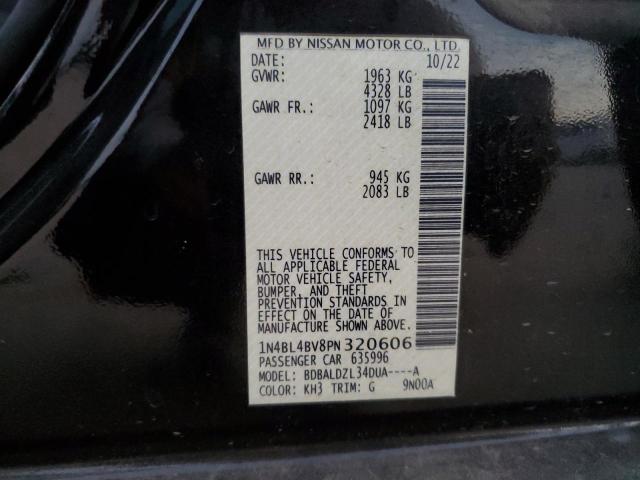 MFD BY NISSAN MOTOR CO., LTD.
DATE: 10/22
GVWR: 1963 KG
4328 LB
GAWR FR.: 1097 KG
2418 LB
GAWR RR.: 945 KG
2083 LB
THIS VEHICLE CONFORMS TO
ALL APPLICABLE FEDERAL
MOTOR VEHICLE SAFETY,
BUMPER, AND THEFT
PREVENTION STANDARDS IN
EFFECT ON THE DATE OF
MANUFACTURE SHOWN ABOVE.
1N4BL4BV8PN320606
PASSENGER CAR 635996
MODEL: BDBALDZL34DUA----A
COLOR: KH3 TRIM: G 9N00A